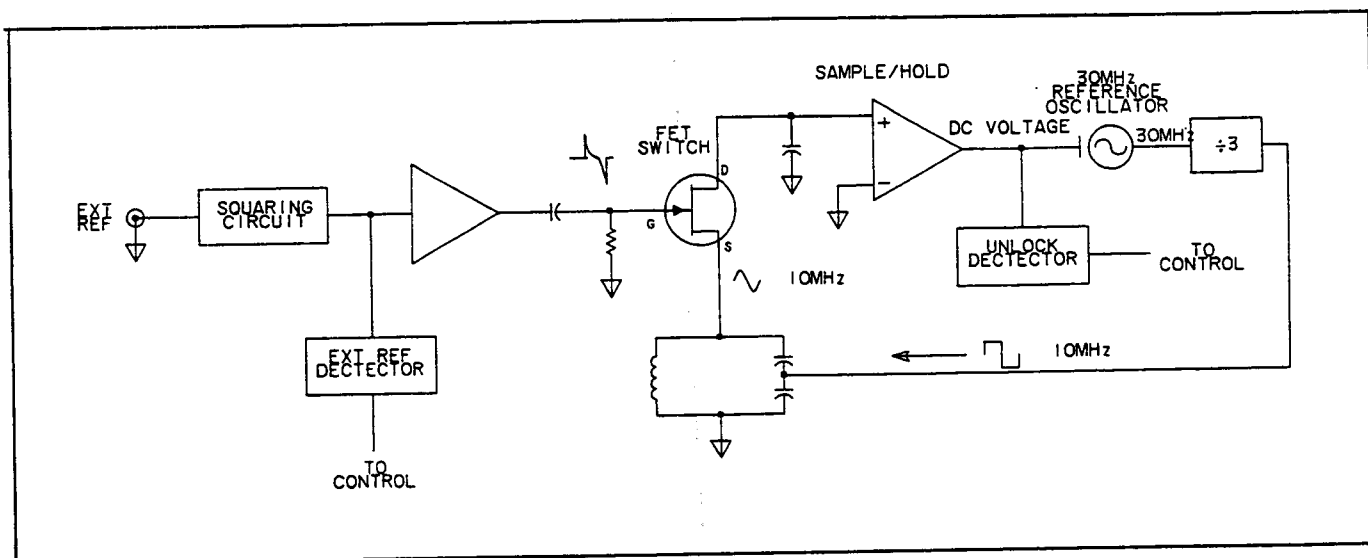 SAMPLE/HOLD
30MHz
REFERENCE
OSCILLATOR
FET
SWITCH
DC VOLTAGE
30MHz
÷3
D
+
−
EXT
REF
SQUARING
CIRCUIT
G
S
10MHz
UNLOCK
DECTECTOR
TO
CONTROL
EXT REF
DECTECTOR
10MHz
TO
CONTROL